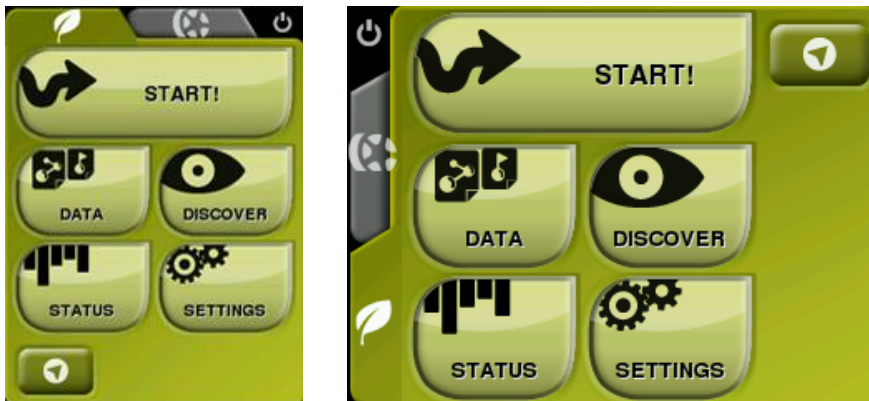 START!
DATA
DISCOVER
STATUS
SETTINGS
START!
DATA
DISCOVER
STATUS
SETTINGS